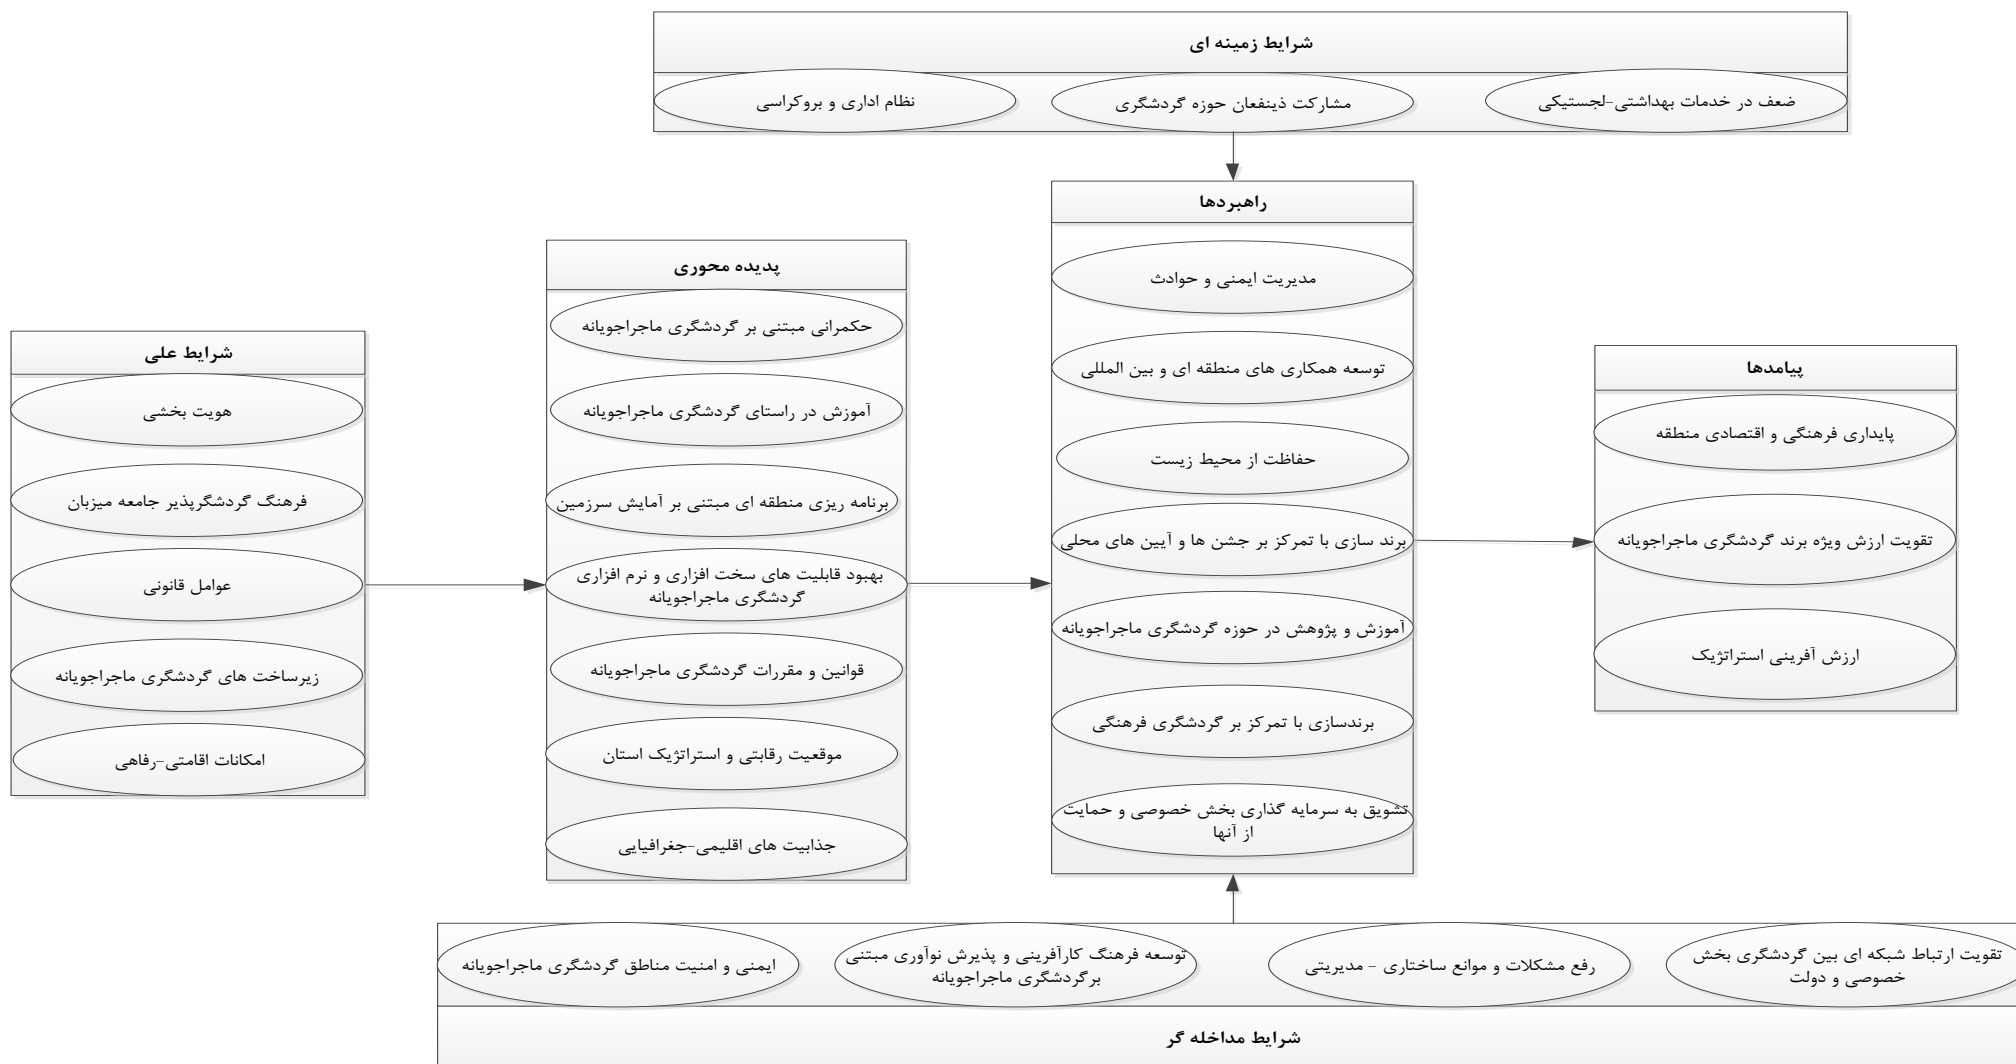 شرایط زمینه ای
ضعف در خدمات بهداشتی-لجستیکی
مشارکت ذینفعان حوزه گردشگری
نظام اداری و بروکراسی
شرایط علی
هویت بخشی
فرهنگ گردشگرپذیر جامعه میزبان
عوامل قانونی
زیرساخت های گردشگری ماجراجویانه
امکانات اقامتی-رفاهی
پدیده محوری
حکمرانی مبتنی بر گردشگری ماجراجویانه
آموزش در راستای گردشگری ماجراجویانه
برنامه ریزی منطقه ای مبتنی بر آمایش سرزمین
بهبود قابلیت های سخت افزاری و نرم افزاری
گردشگری ماجراجویانه
قوانین و مقررات گردشگری ماجراجویانه
موقعیت رقابتی و استراتژیک استان
جذابیت های اقلیمی-جغرافیایی
راهبردها
مدیریت ایمنی و حوادث
توسعه همکاری های منطقه ای و بین المللی
حفاظت از محیط زیست
برند سازی با تمرکز بر جشن ها و آیین های محلی
آموزش و پژوهش در حوزه گردشگری ماجراجویانه
برندسازی با تمرکز بر گردشگری فرهنگی
تشویق به سرمایه گذاری بخش خصوصی و حمایت
از آنها
پیامدها
پایداری فرهنگی و اقتصادی منطقه
تقویت ارزش ویژه برند گردشگری ماجراجویانه
ارزش آفرینی استراتژیک
تقویت ارتباط شبکه ای بین گردشگری بخش
خصوصی و دولت
رفع مشکلات و موانع ساختاری - مدیریتی
توسعه فرهنگ کارآفرینی و پذیرش نوآوری مبتنی
برگردشگری ماجراجویانه
ایمنی و امنیت مناطق گردشگری ماجراجویانه
شرایط مداخله گر